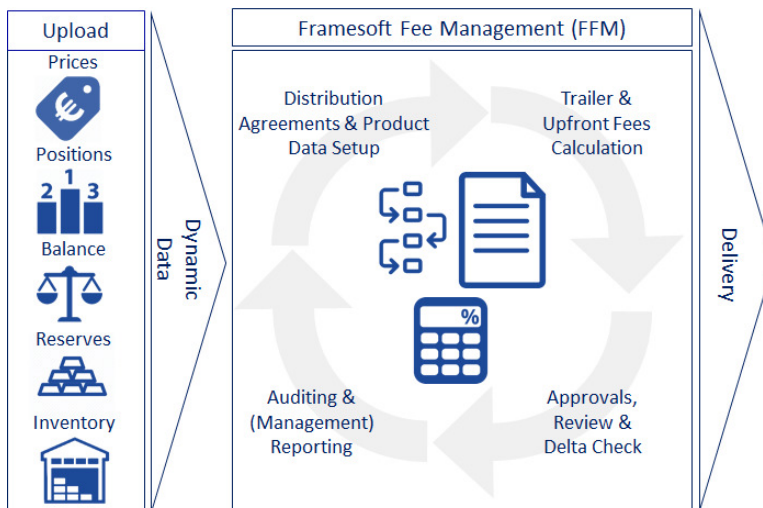 Upload
Prices
€
Positions
2 1 3
Balance
Reserves
Inventory
Dynamic
Data
Framesoft Fee Management (FFM)
Distribution
Agreements & Product
Data Setup
Trailer &
Upfront Fees
Calculation
%
Auditing &
(Management)
Reporting
Approvals,
Review &
Delta Check
Delivery